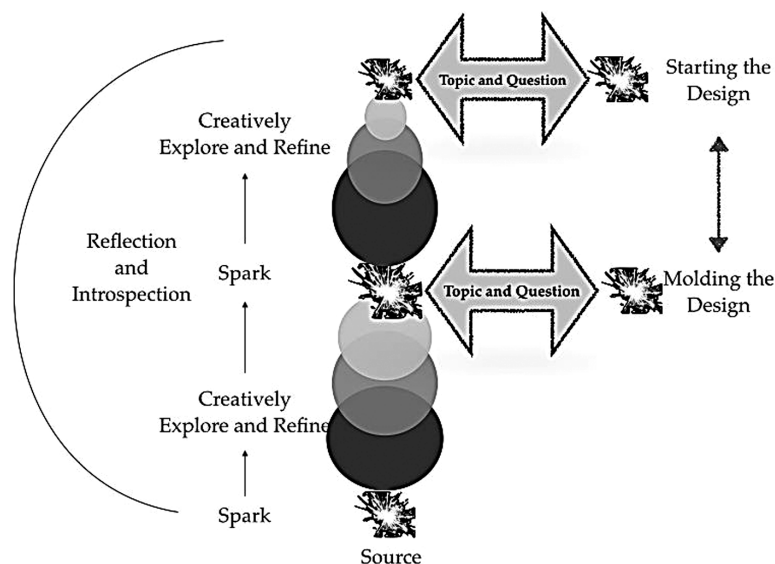 Topic and Question
Starting the
Design
Creatively
Explore and Refine
Reflection
and
Introspection
Spark
Topic and Question
Molding the
Design
Creatively
Explore and Refine
Spark
Source